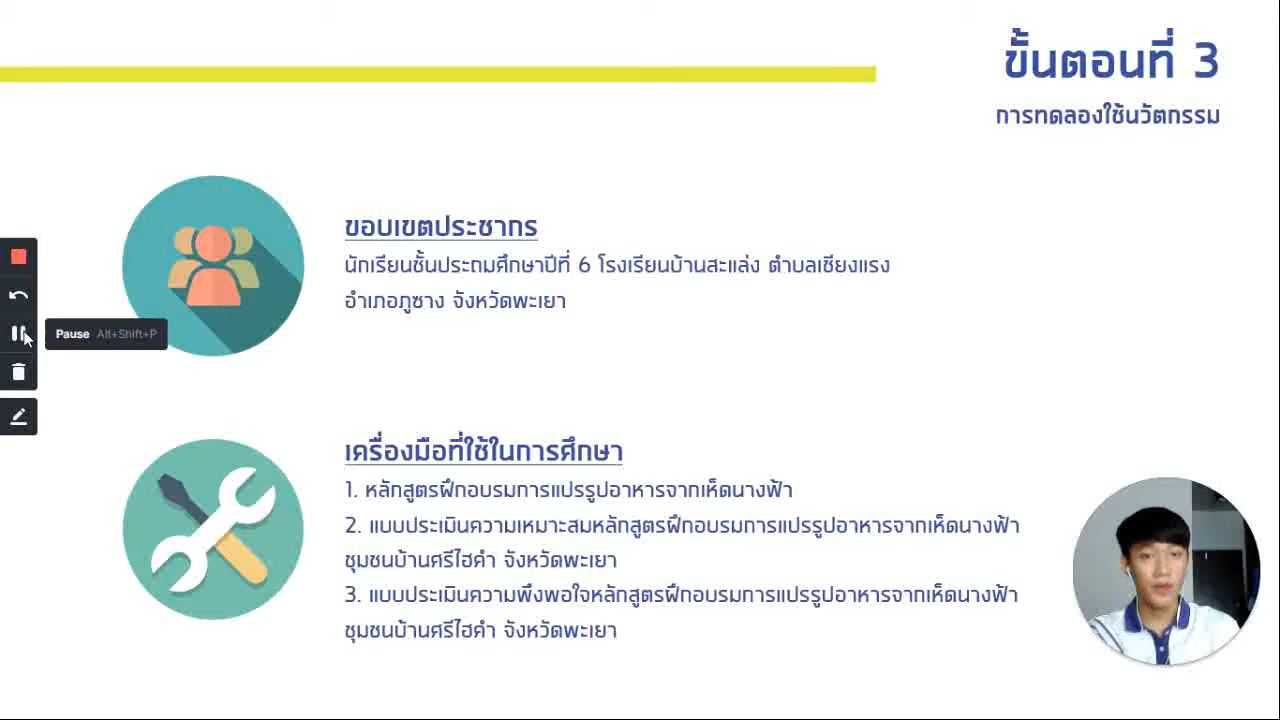 ขั้นตอนที่ 3
การทดลองใช้นวัตกรรม
ขอบเขตประชากร
นักเรียนชั้นประถมศึกษาปีที่ 6 โรงเรียนบ้านสะแล่ง ตำบลเชียงแรง
อำเภอภูซาง จังหวัดพะเยา
Pause Alt+Shift+P
เครื่องมือที่ใช้ในการศึกษา
1. หลักสูตรฝึกอบรมการแปรรูปอาหารจากเห็ดนางฟ้า
2. แบบประเมินความเหมาะสมหลักสูตรฝึกอบรมการแปรรูปอาหารจากเห็ดนางฟ้า
ชุมชนบ้านศรีไฮคำ จังหวัดพะเยา
3. แบบประเมินความพึงพอใจหลักสูตรฝึกอบรมการแปรรูปอาหารจากเห็ดนางฟ้า
ชุมชนบ้านศรีไฮคำ จังหวัดพะเยา